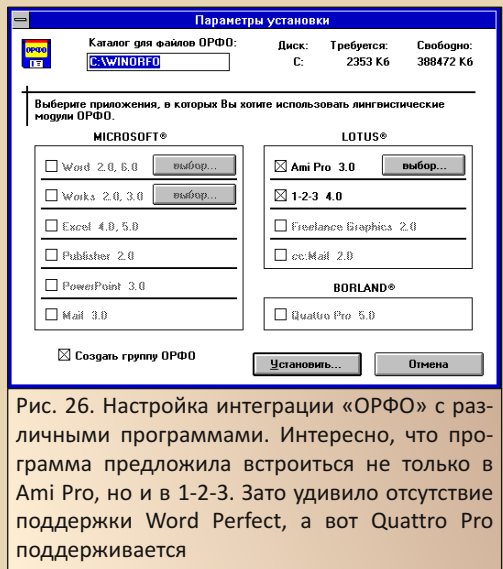 Параметры установки
Каталог для файлов ОРФО: Диск: Требуется: Свободно:
ОРФО C:\WINORFO C: 2353 Кб 388472 Кб
Выберите приложения, в которых Вы хотите использовать лингвистические
модули ОРФО.
MICROSOFT® LOTUS®
Word 2.0, 6.0 выбор... Ami Pro 3.0 выбор...
Works 2.0, 3.0 выбор... 1-2-3 4.0
Excel 4.0, 5.0 Freelance Graphics 2.0
Publisher 2.0 cc:Mail 2.0
PowerPoint 3.0 BORLAND®
Mail 3.0 Quattro Pro 5.0
Создать группу ОРФО Установить... Отмена
Рис. 26. Настройка интеграции «ОРФО» с раз-
личными программами. Интересно, что про-
грамма предложила встроиться не только в
Ami Pro, но и в 1-2-3. Зато удивило отсутствие
поддержки Word Perfect, а вот Quattro Pro
поддерживается